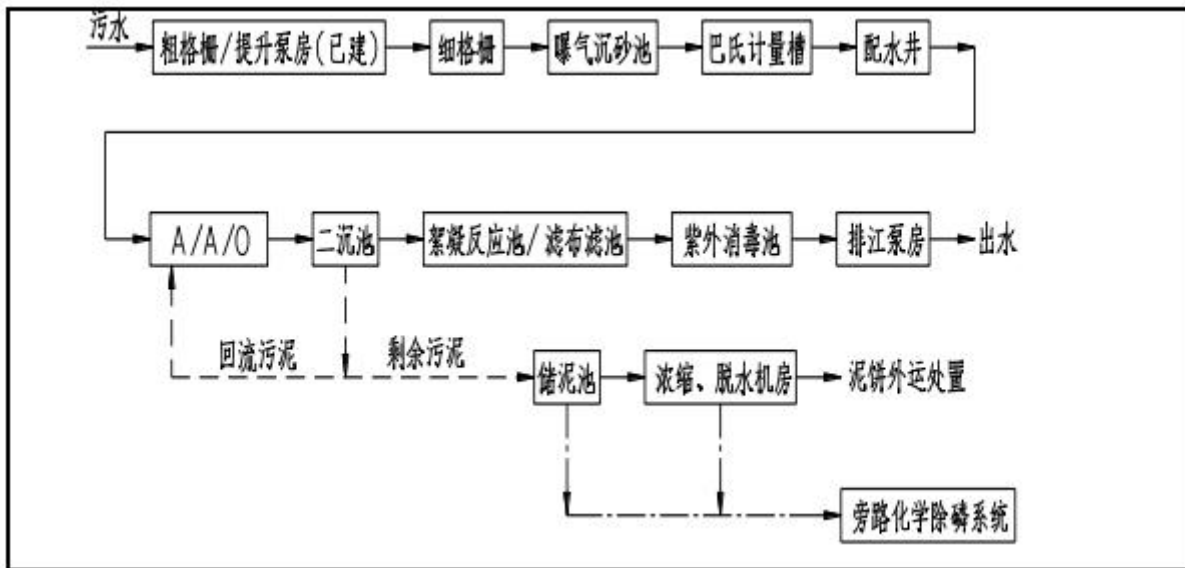 污水
粗格栅/提升泵房(已建)
细格栅
曝气沉砂池
巴氏计量槽
配水井
A/A/O
二沉池
絮凝反应池/滤布滤池
紫外消毒池
排江泵房
出水
回流污泥
剩余污泥
储泥池
浓缩、脱水机房
泥饼外运处置
旁路化学除磷系统